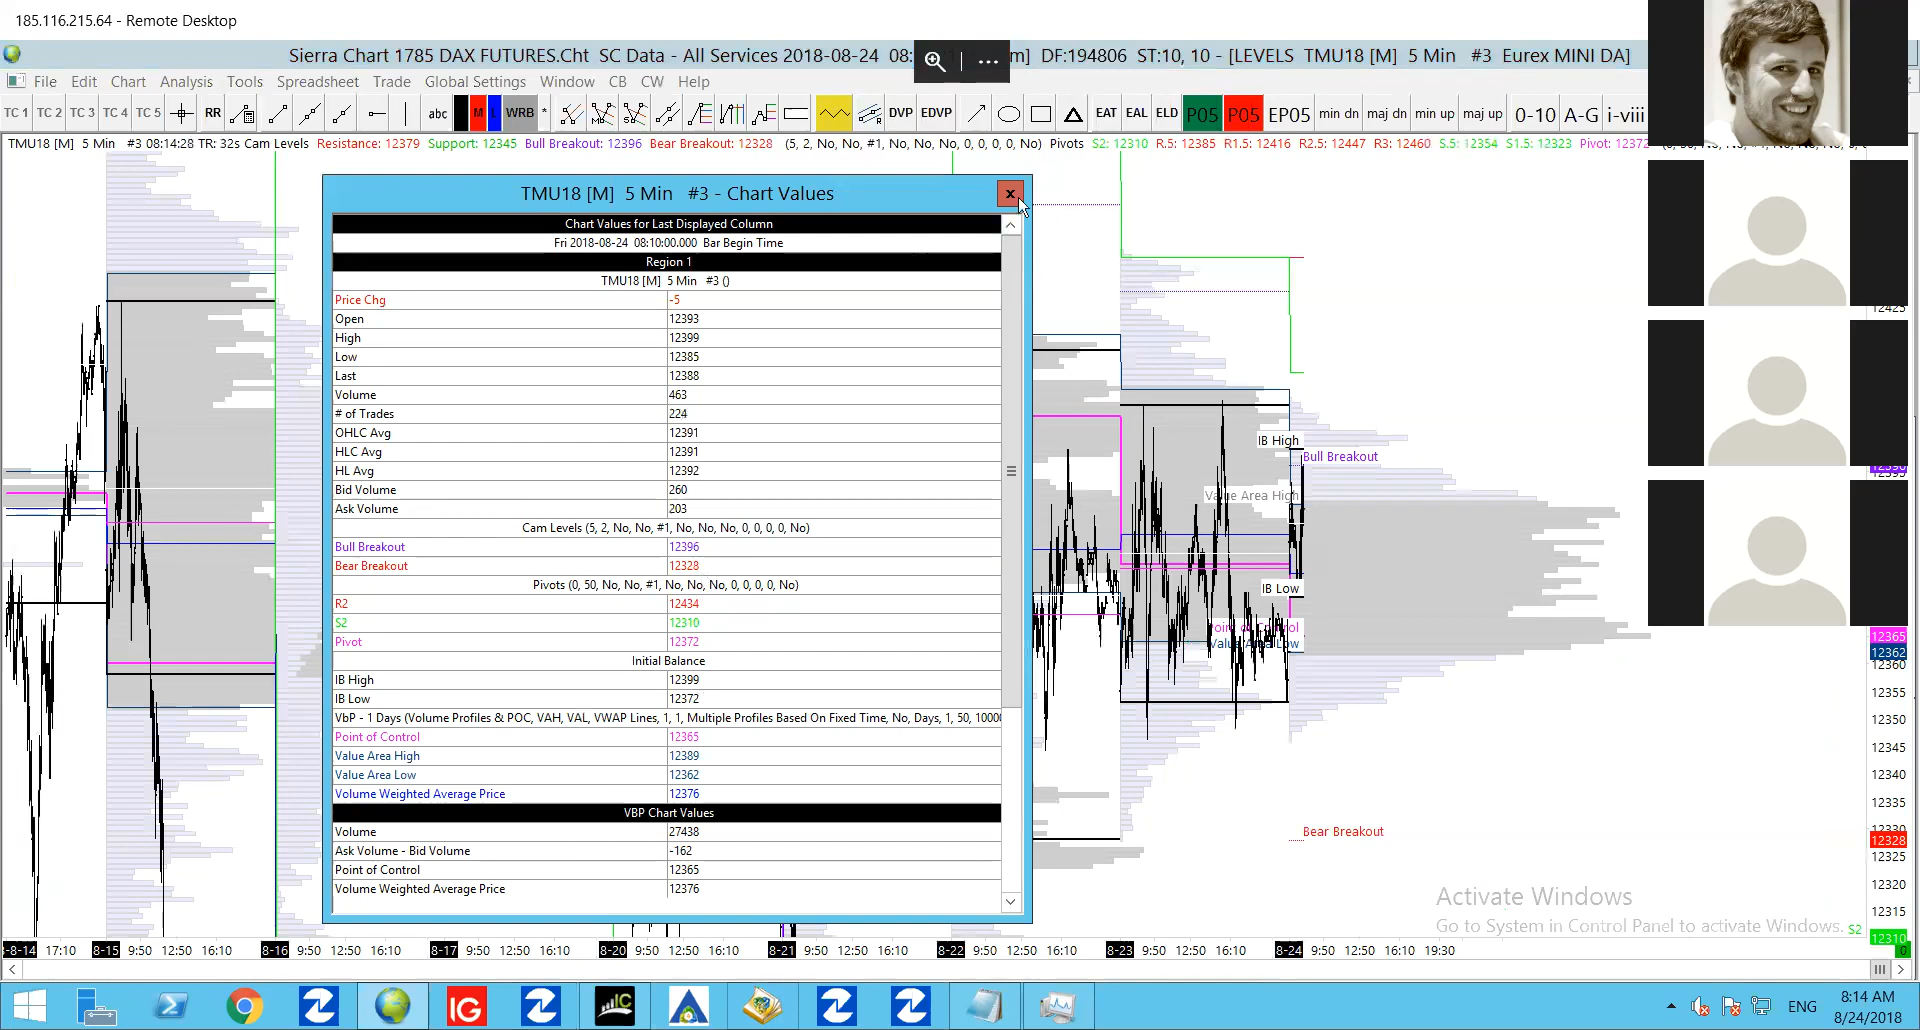 185.116.215.64 - Remote Desktop
Sierra Chart 1785 DAX FUTURES.Cht  SC Data - All Services 2018-08-24  08: m]  DF:194806  ST:10, 10 - [LEVELS  TMU18 [M]  5 Min   #3  Eurex MINI DA]
File Edit Chart Analysis Tools Spreadsheet Trade Global Settings Window CB CW Help
TC 1 TC 2 TC 3 TC 4 TC 5 RR abc M L WRB * DVP EDVP EAT EAL ELD P05 P05 EP05 min dn maj dn min up maj up 0-10 A-G i-viii
TMU18 [M]  5 Min   #3 08:14:28 TR: 32s Cam Levels  Resistance: 12379  Support: 12345  Bull Breakout: 12396  Bear Breakout: 12328   (5, 2, No, No, #1, No, No, No, 0, 0, 0, 0, No)  Pivots  S2: 12310  R.5: 12385  R1.5: 12416  R2.5: 12447  R3: 12460  S.5: 12354  S1.5: 12323  Pivot: 12372
TMU18 [M]  5 Min   #3 - Chart Values
x
Chart Values for Last Displayed Column
Fri 2018-08-24  08:10:00.000  Bar Begin Time
Region 1
TMU18 [M]  5 Min   #3 ()
Price Chg -5
Open 12393
High 12399
Low 12385
Last 12388
Volume 463
# of Trades 224
OHLC Avg 12391
HLC Avg 12391
HL Avg 12392
Bid Volume 260
Ask Volume 203
Cam Levels (5, 2, No, No, #1, No, No, No, 0, 0, 0, 0, No)
Bull Breakout 12396
Bear Breakout 12328
Pivots (0, 50, No, No, #1, No, No, No, 0, 0, 0, 0, No)
R2 12434
S2 12310
Pivot 12372
Initial Balance
IB High 12399
IB Low 12372
VbP - 1 Days (Volume Profiles & POC, VAH, VAL, VWAP Lines, 1, 1, Multiple Profiles Based On Fixed Time, No, Days, 1, 50, 1000
Point of Control 12365
Value Area High 12389
Value Area Low 12362
Volume Weighted Average Price 12376
VBP Chart Values
Volume 27438
Ask Volume - Bid Volume -162
Point of Control 12365
Volume Weighted Average Price 12376
IB High
Bull Breakout
Value Area High
IB Low
Point of Control
Value Area Low
Bear Breakout
12425
12395
12365
12362
12360
12355
12350
12345
12340
12335
12330
12328
12325
12320
12315
S2 12310
Activate Windows
Go to System in Control Panel to activate Windows.
-8-14 17:10 8-15 9:50 12:50 16:10 8-16 9:50 12:50 16:10 8-17 9:50 12:50 16:10 8-20 9:50 12:50 16:10 8-21 9:50 12:50 16:10 8-22 9:50 12:50 16:10 8-23 9:50 12:50 16:10 8-24 9:50 12:50 16:10 19:30 0
IG IC ENG 8:14 AM
8/24/2018